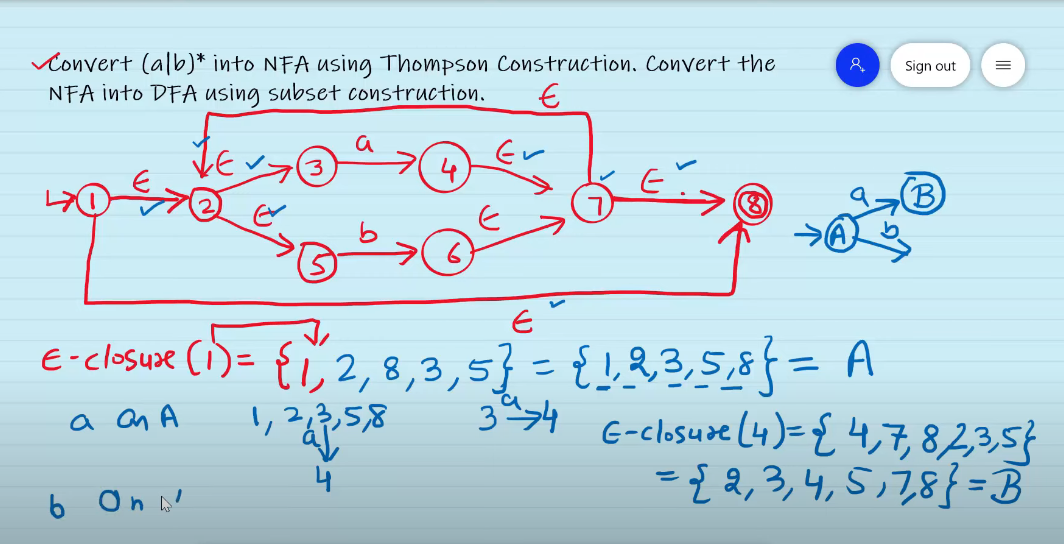 Convert (a|b)* into NFA using Thompson Construction. Convert the
NFA into DFA using subset construction.
Sign out
ϵ
a
ϵ
ϵ
ϵ
ϵ
1
2
3
4
7
8
5
6
ϵ
b
ϵ
ϵ
A
a
B
b
ϵ-closure (1) = {1, 2, 8, 3, 5} = {1, 2, 3, 5, 8} = A
a on A 1, 2, 3, 5, 8 3 a→ 4
a
4
ϵ-closure (4) = { 4, 7, 8, 2, 3, 5}
= { 2, 3, 4, 5, 7, 8} = B
b On